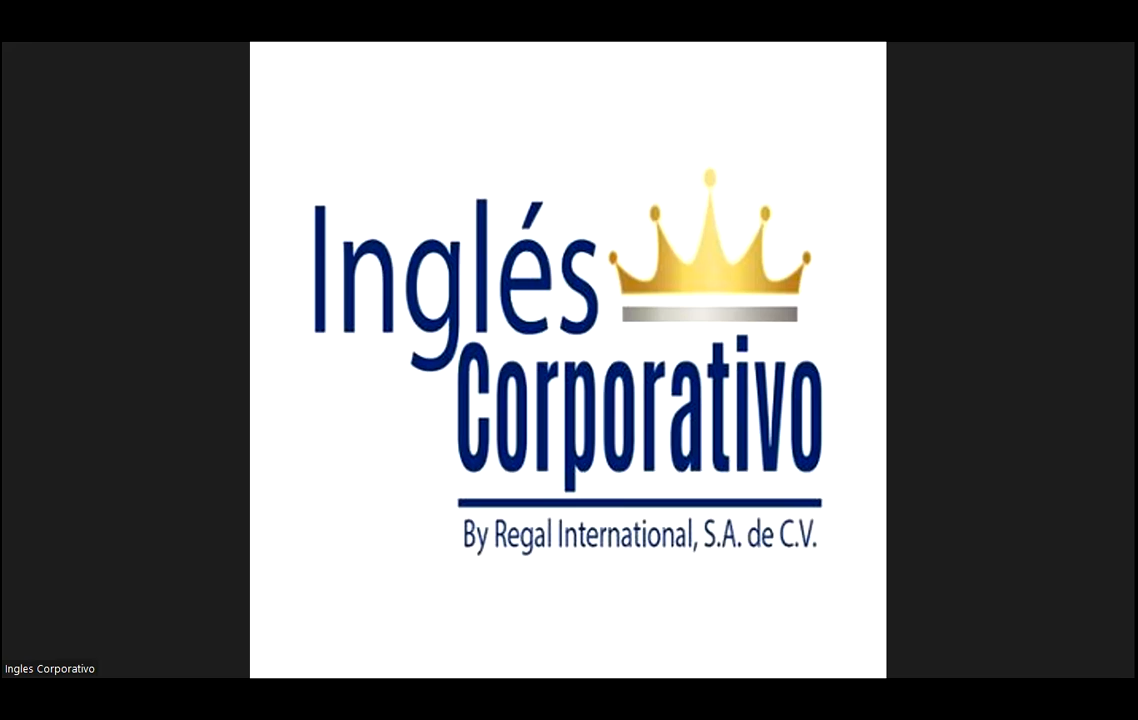 Inglés
Corporativo
By Regal International, S.A. de C.V.
Ingles Corporativo